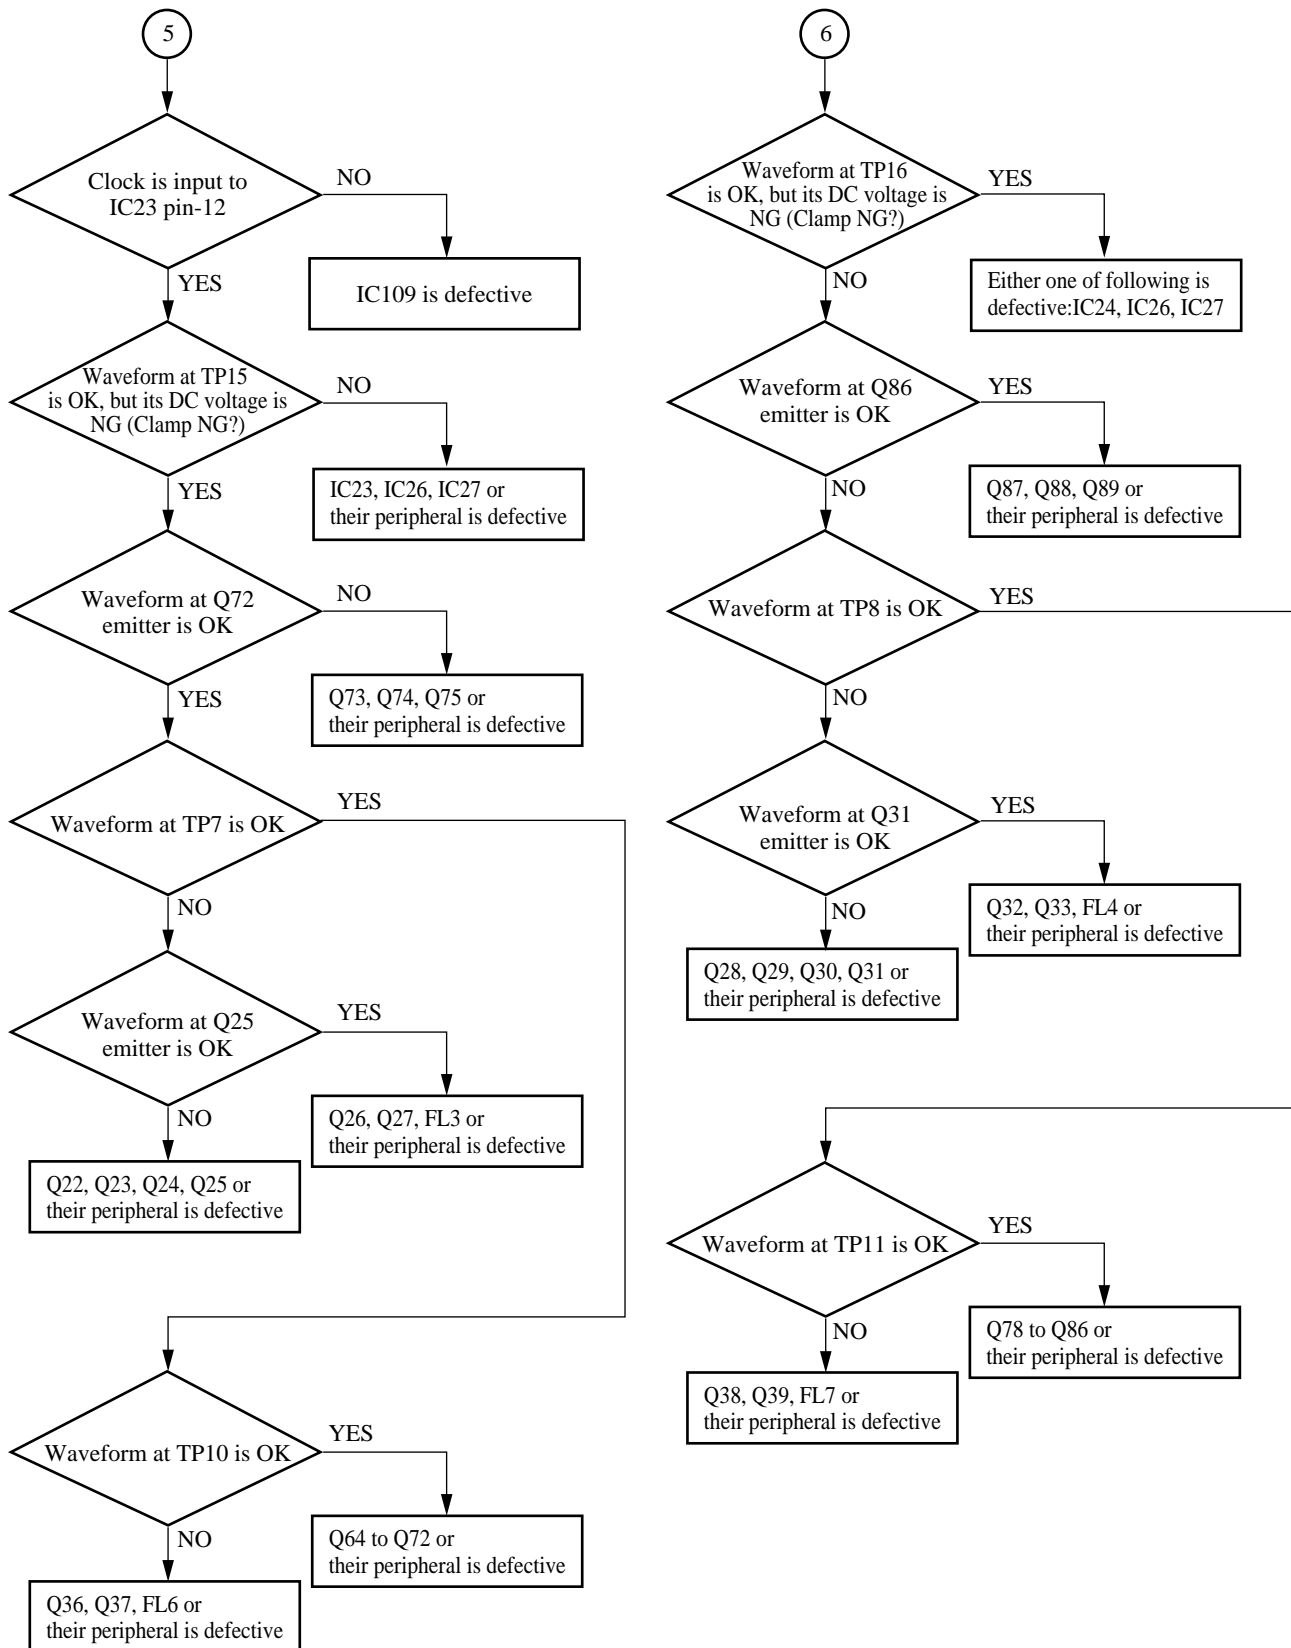 5
Clock is input to
IC23 pin-12
NO
YES
IC109 is defective
Waveform at TP15
is OK, but its DC voltage is
NG (Clamp NG?)
NO
YES
IC23, IC26, IC27 or
their peripheral is defective
Waveform at Q72
emitter is OK
NO
YES
Q73, Q74, Q75 or
their peripheral is defective
Waveform at TP7 is OK
YES
NO
Waveform at Q25
emitter is OK
YES
NO
Q26, Q27, FL3 or
their peripheral is defective
Q22, Q23, Q24, Q25 or
their peripheral is defective
Waveform at TP10 is OK
YES
NO
Q64 to Q72 or
their peripheral is defective
Q36, Q37, FL6 or
their peripheral is defective
6
Waveform at TP16
is OK, but its DC voltage is
NG (Clamp NG?)
YES
NO
Either one of following is
defective:IC24, IC26, IC27
Waveform at Q86
emitter is OK
YES
NO
Q87, Q88, Q89 or
their peripheral is defective
Waveform at TP8 is OK
YES
NO
Waveform at Q31
emitter is OK
YES
NO
Q32, Q33, FL4 or
their peripheral is defective
Q28, Q29, Q30, Q31 or
their peripheral is defective
Waveform at TP11 is OK
YES
NO
Q78 to Q86 or
their peripheral is defective
Q38, Q39, FL7 or
their peripheral is defective